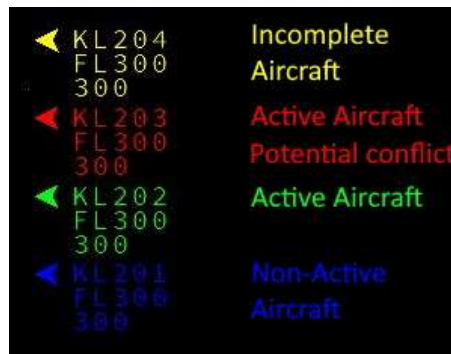 KL204 Incomplete
FL300 Aircraft
300
KL203 Active Aircraft
FL300 Potential conflict
300
KL202 Active Aircraft
FL300
300
KL201 Non-Active
FL300 Aircraft
300